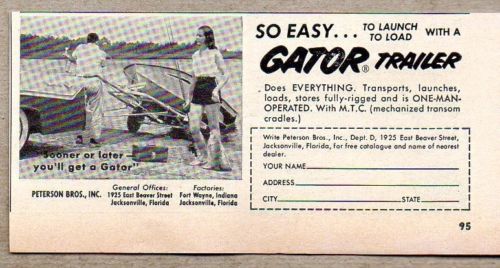 SO EASY... TO LAUNCH TO LOAD WITH A
GATOR® TRAILER
Does EVERYTHING. Transports, launches,
loads, stores fully-rigged and is ONE-MAN-
OPERATED. With M.T.C. (mechanized transom
cradles.)
Write Peterson Bros., Inc., Dept. D, 1925 East Beaver Street,
Jacksonville, Florida, for free catalogue and name of nearest
dealer.
YOUR NAME
ADDRESS
CITY STATE
"Sooner or later
you'll get a Gator"
PETERSON BROS., INC.
General Offices:
1925 East Beaver Street
Jacksonville, Florida
Factories:
Fort Wayne, Indiana
Jacksonville, Florida
95